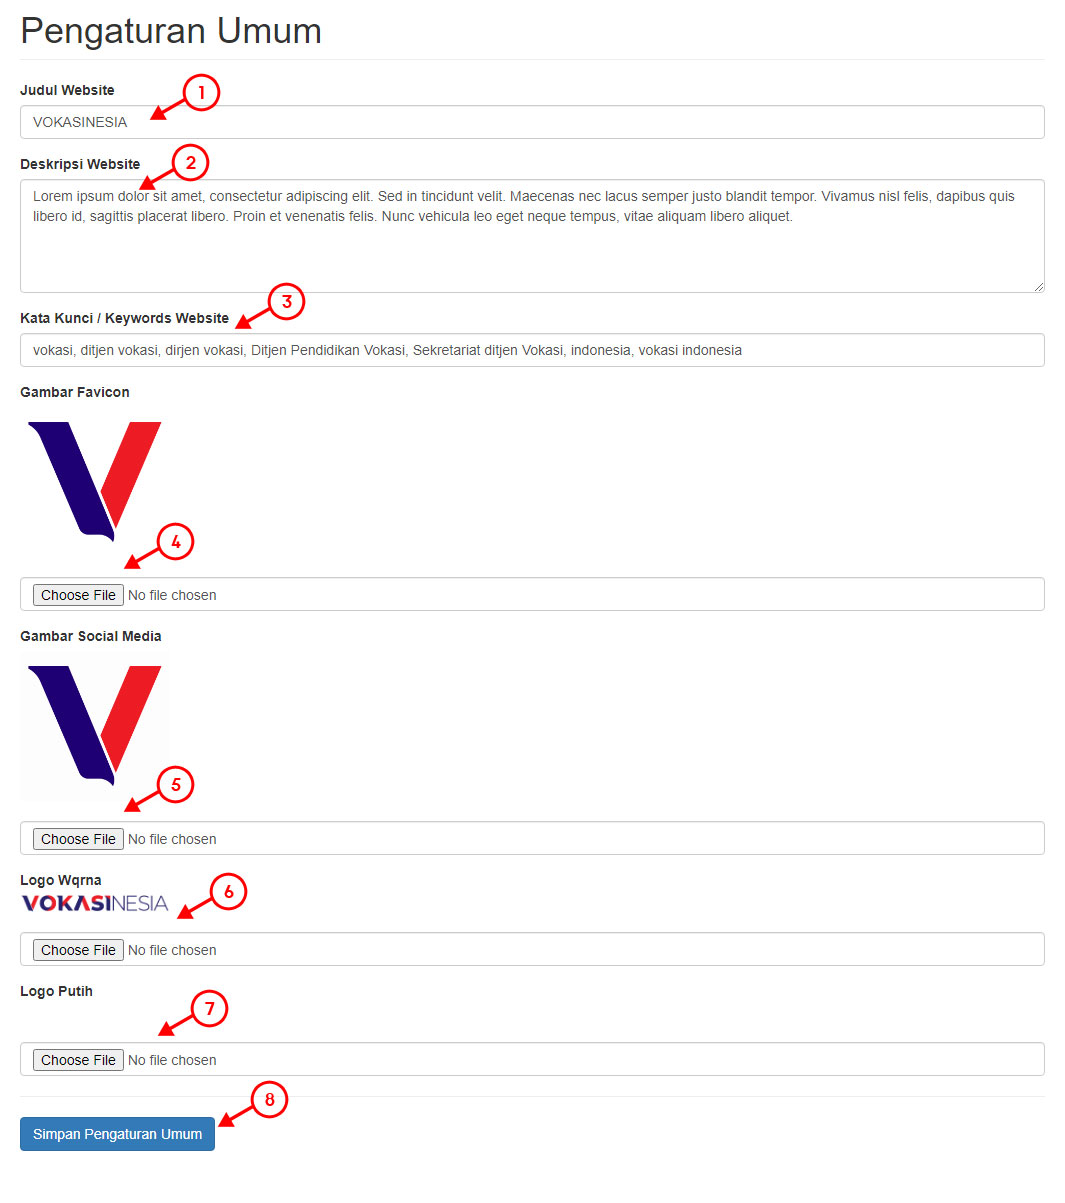 Pengaturan Umum
Judul Website
1
VOKASINESIA
Deskripsi Website
2
Lorem ipsum dolor sit amet, consectetur adipiscing elit. Sed in tincidunt velit. Maecenas nec lacus semper justo blandit tempor. Vivamus nisl felis, dapibus quis
libero id, sagittis placerat libero. Proin et venenatis felis. Nunc vehicula leo eget neque tempus, vitae aliquam libero aliquet.
3
Kata Kunci / Keywords Website
vokasi, ditjen vokasi, dirjen vokasi, Ditjen Pendidikan Vokasi, Sekretariat ditjen Vokasi, indonesia, vokasi indonesia
Gambar Favicon
4
Choose File No file chosen
Gambar Social Media
5
Choose File No file chosen
Logo Wqrna
6
VOKASINESIA
Choose File No file chosen
Logo Putih
7
Choose File No file chosen
8
Simpan Pengaturan Umum